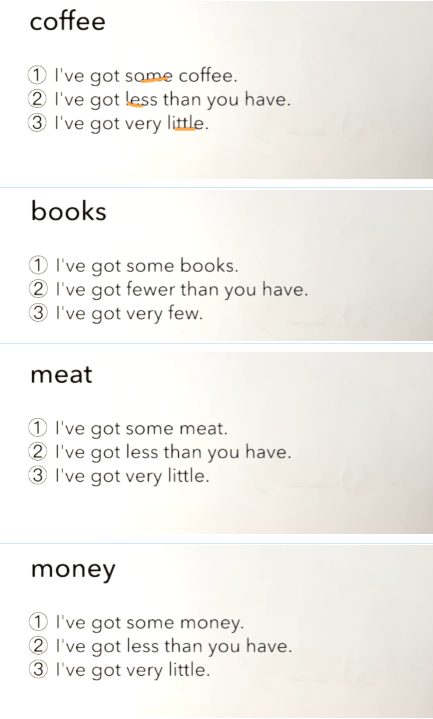 coffee
① I've got some coffee.
② I've got less than you have.
③ I've got very little.
books
① I've got some books.
② I've got fewer than you have.
③ I've got very few.
meat
① I've got some meat.
② I've got less than you have.
③ I've got very little.
money
① I've got some money.
② I've got less than you have.
③ I've got very little.